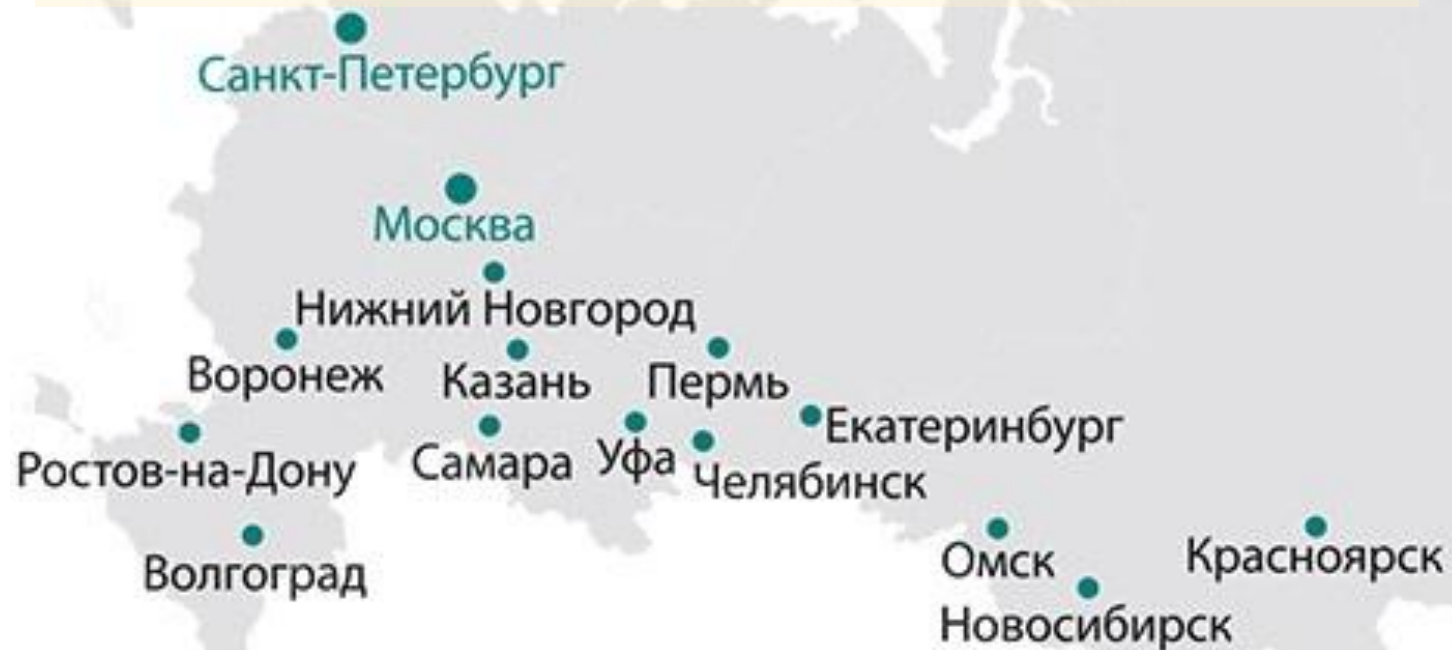 Санкт-Петербург
Москва
Нижний Новгород
Воронеж
Казань
Пермь
Екатеринбург
Ростов-на-Дону
Самара
Уфа
Челябинск
Волгоград
Омск
Красноярск
Новосибирск